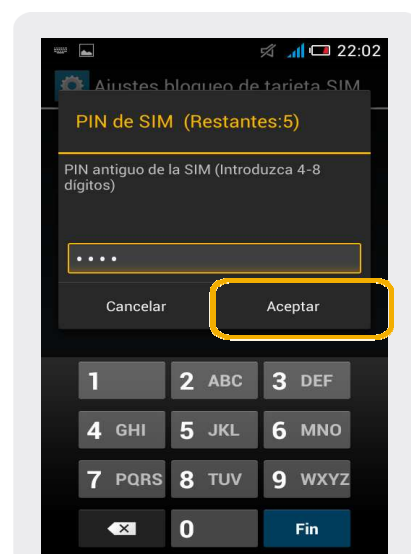 22:02
Ajustes bloqueo de tarjeta SIM
PIN de SIM (Restantes:5)
PIN antiguo de la SIM (Introduzca 4-8
dígitos)
••••
Cancelar Aceptar
1 2 ABC 3 DEF
4 GHI 5 JKL 6 MNO
7 PQRS 8 TUV 9 WXYZ
0 Fin